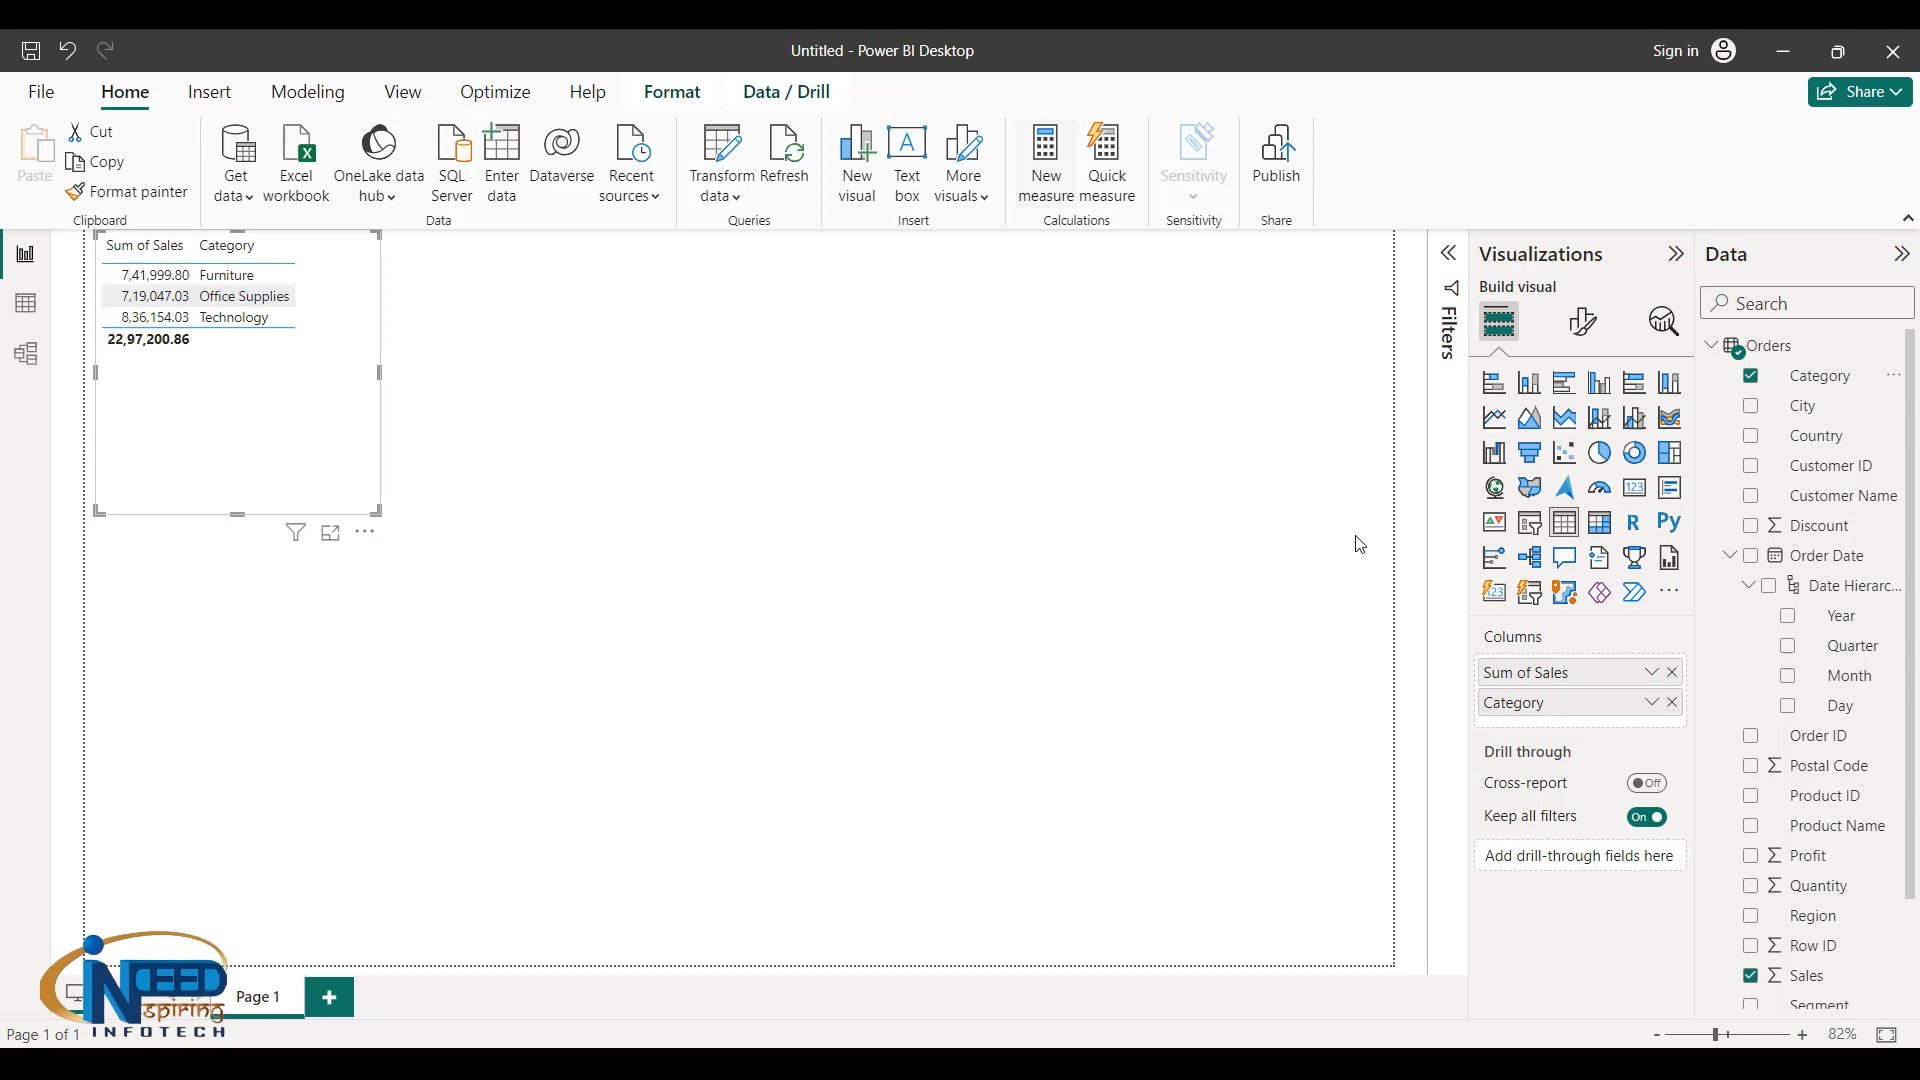 Untitled - Power BI Desktop
Sign in
File Home Insert Modeling View Optimize Help Format Data / Drill
Share
Paste
Cut
Copy
Format painter
Clipboard
Get data
Excel workbook
OneLake data hub
SQL Server
Enter data
Dataverse
Recent sources
Data
Transform data
Refresh
Queries
New visual
Text box
More visuals
Insert
New measure
Quick measure
Calculations
Sensitivity
Sensitivity
Publish
Share
Sum of Sales Category
7,41,999.80 Furniture
7,19,047.03 Office Supplies
8,36,154.03 Technology
22,97,200.86
Filters
Visualizations
Build visual
123
R
Py
123
Columns
Sum of Sales
Category
Drill through
Cross-report
Off
Keep all filters
On
Add drill-through fields here
Data
Search
Orders
Category
City
Country
Customer ID
Customer Name
Discount
Order Date
Date Hierarc...
Year
Quarter
Month
Day
Order ID
Postal Code
Product ID
Product Name
Profit
Quantity
Region
Row ID
Sales
Segment
iNEED
nspiring
INFOTECH
Page 1
Page 1 of 1
82%